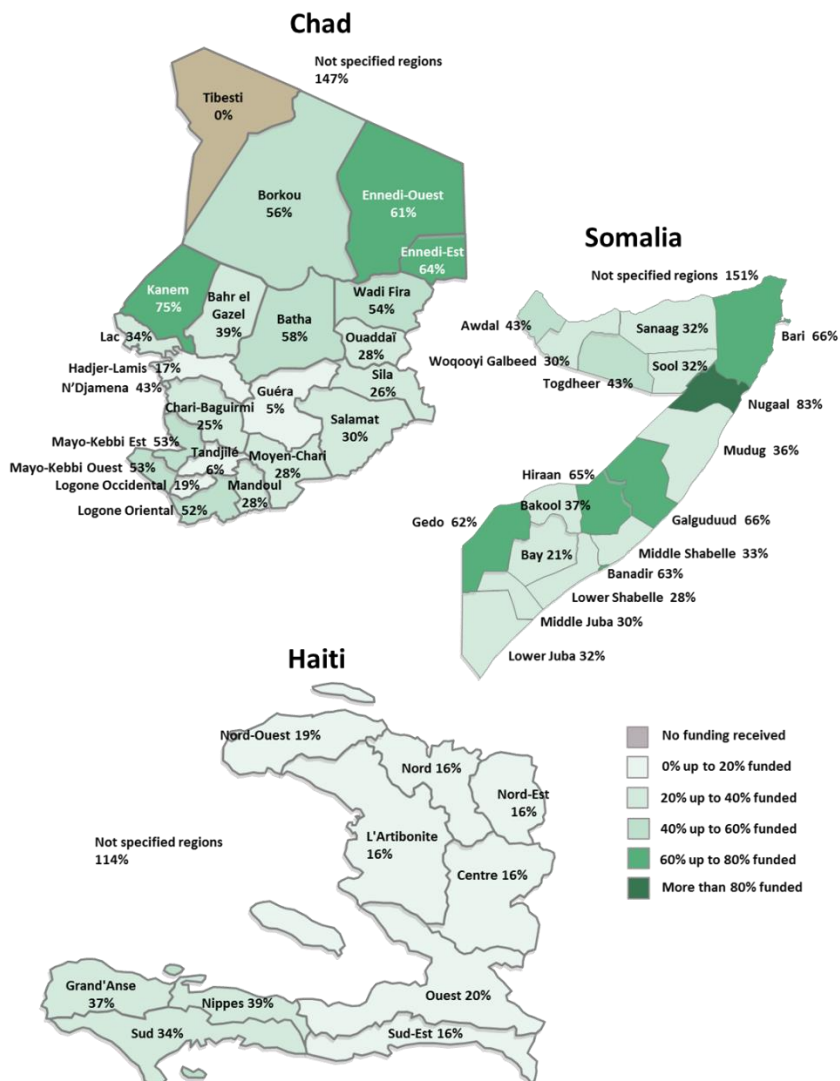 Chad
Not specified regions
147%
Tibesti
0%
Borkou
56%
Ennedi-Ouest
61%
Ennedi-Est
64%
Kanem
75%
Bahr el
Gazel
39%
Batha
58%
Wadi Fira
54%
Lac 34%
Ouaddaï
28%
Hadjer-Lamis 17%
N'Djamena 43%
Guéra
5%
Sila
26%
Chari-Baguirmi
25%
Salamat
30%
Mayo-Kebbi Est 53%
Tandjilé
6%
Moyen-Chari
28%
Mayo-Kebbi Ouest 53%
Logone Occidental 19%
Mandoul
28%
Logone Oriental 52%
Somalia
Not specified regions 151%
Awdal 43%
Sanaag 32%
Bari 66%
Woqooyi Galbeed 30%
Sool 32%
Togdheer 43%
Nugaal 83%
Mudug 36%
Hiraan 65%
Bakool 37%
Gedo 62%
Galguduud 66%
Bay 21%
Middle Shabelle 33%
Banadir 63%
Lower Shabelle 28%
Middle Juba 30%
Lower Juba 32%
Haiti
Nord-Ouest 19%
Nord 16%
Nord-Est
16%
L'Artibonite
16%
Not specified regions
114%
Centre 16%
Grand'Anse
37%
Nippes 39%
Ouest 20%
Sud 34%
Sud-Est 16%
No funding received
0% up to 20% funded
20% up to 40% funded
40% up to 60% funded
60% up to 80% funded
More than 80% funded